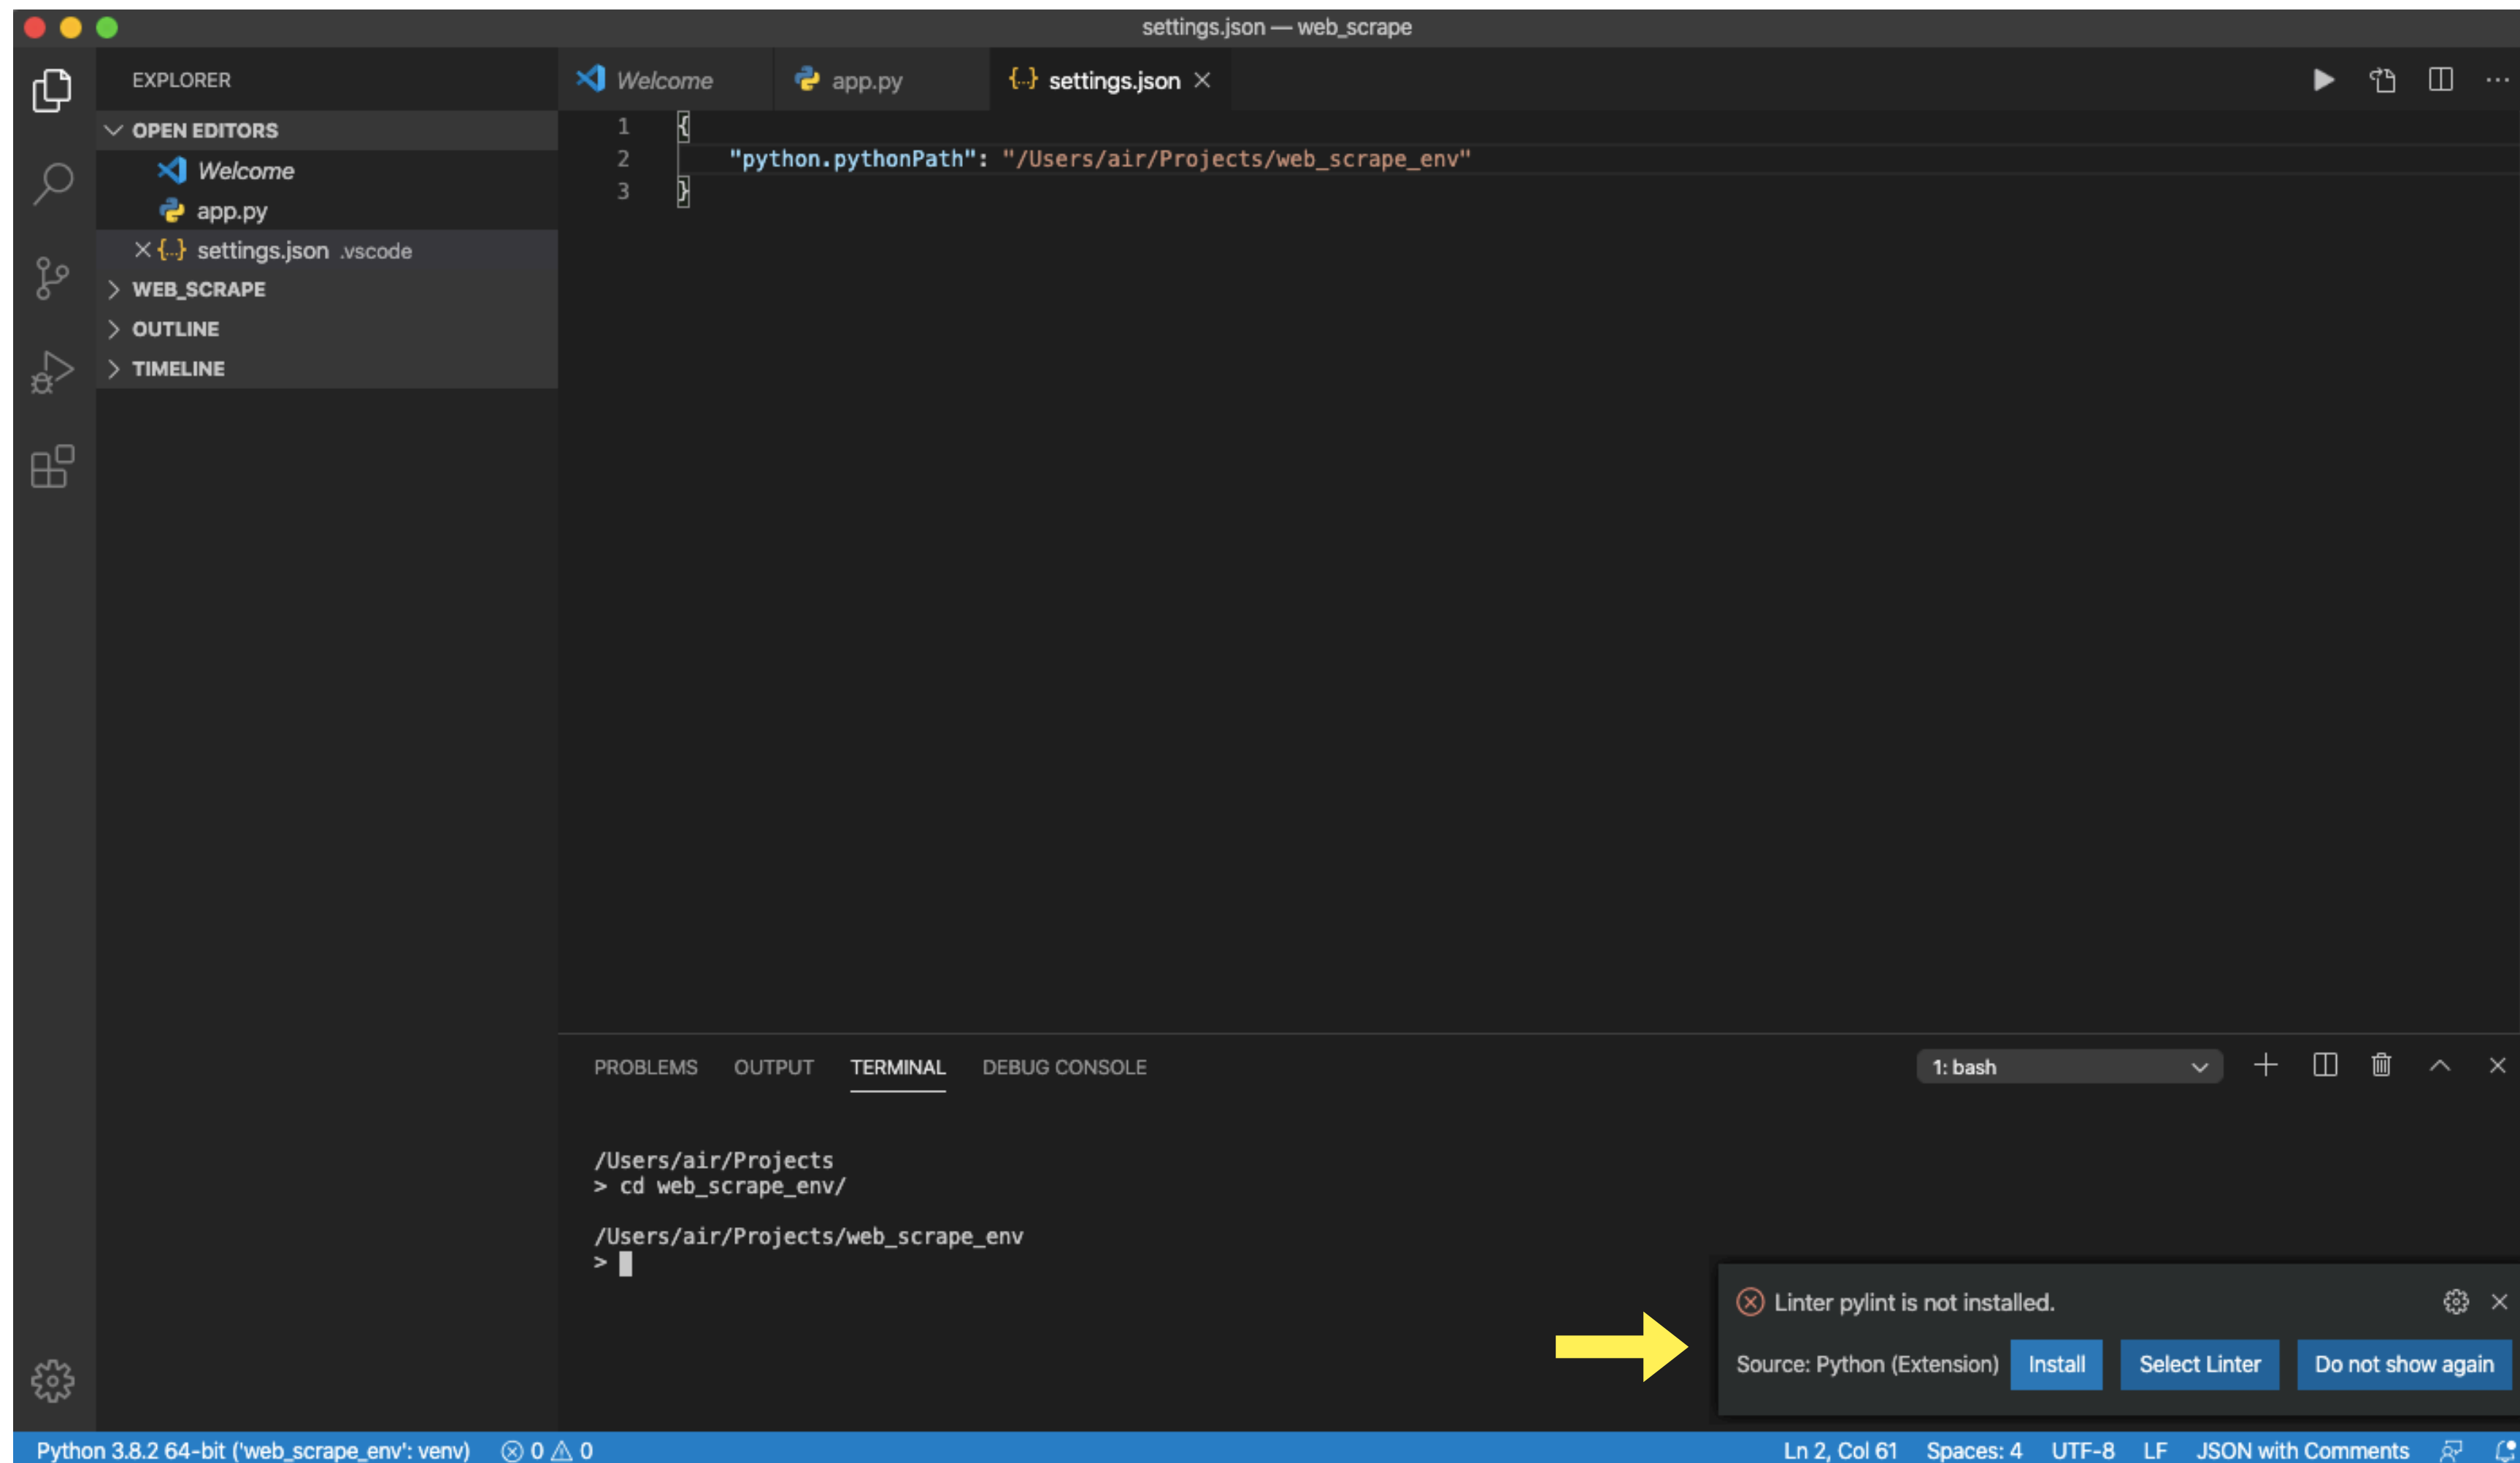 settings.json — web_scrape
EXPLORER
OPEN EDITORS
Welcome
app.py
settings.json .vscode
WEB_SCRAPE
OUTLINE
TIMELINE
Welcome app.py {..} settings.json
1 {
2 "python.pythonPath": "/Users/air/Projects/web_scrape_env"
3 }
PROBLEMS OUTPUT TERMINAL DEBUG CONSOLE 1: bash
/Users/air/Projects
> cd web_scrape_env/
/Users/air/Projects/web_scrape_env
>
Linter pylint is not installed.
Source: Python (Extension) Install Select Linter Do not show again
Python 3.8.2 64-bit ('web_scrape_env': venv) 0 0 Ln 2, Col 61 Spaces: 4 UTF-8 LF JSON with Comments